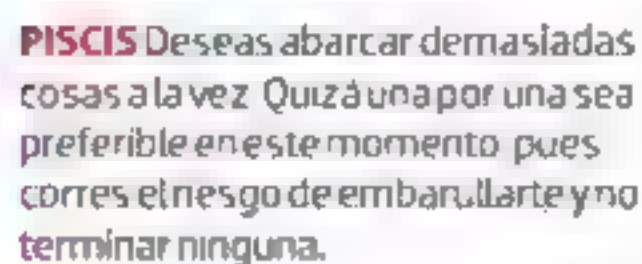 PISCIS Deseas abarcar demasiadas
cosas a la vez. Quizá una por una sea
preferible en este momento, pues
corres el riesgo de embarullarte y no
terminar ninguna.